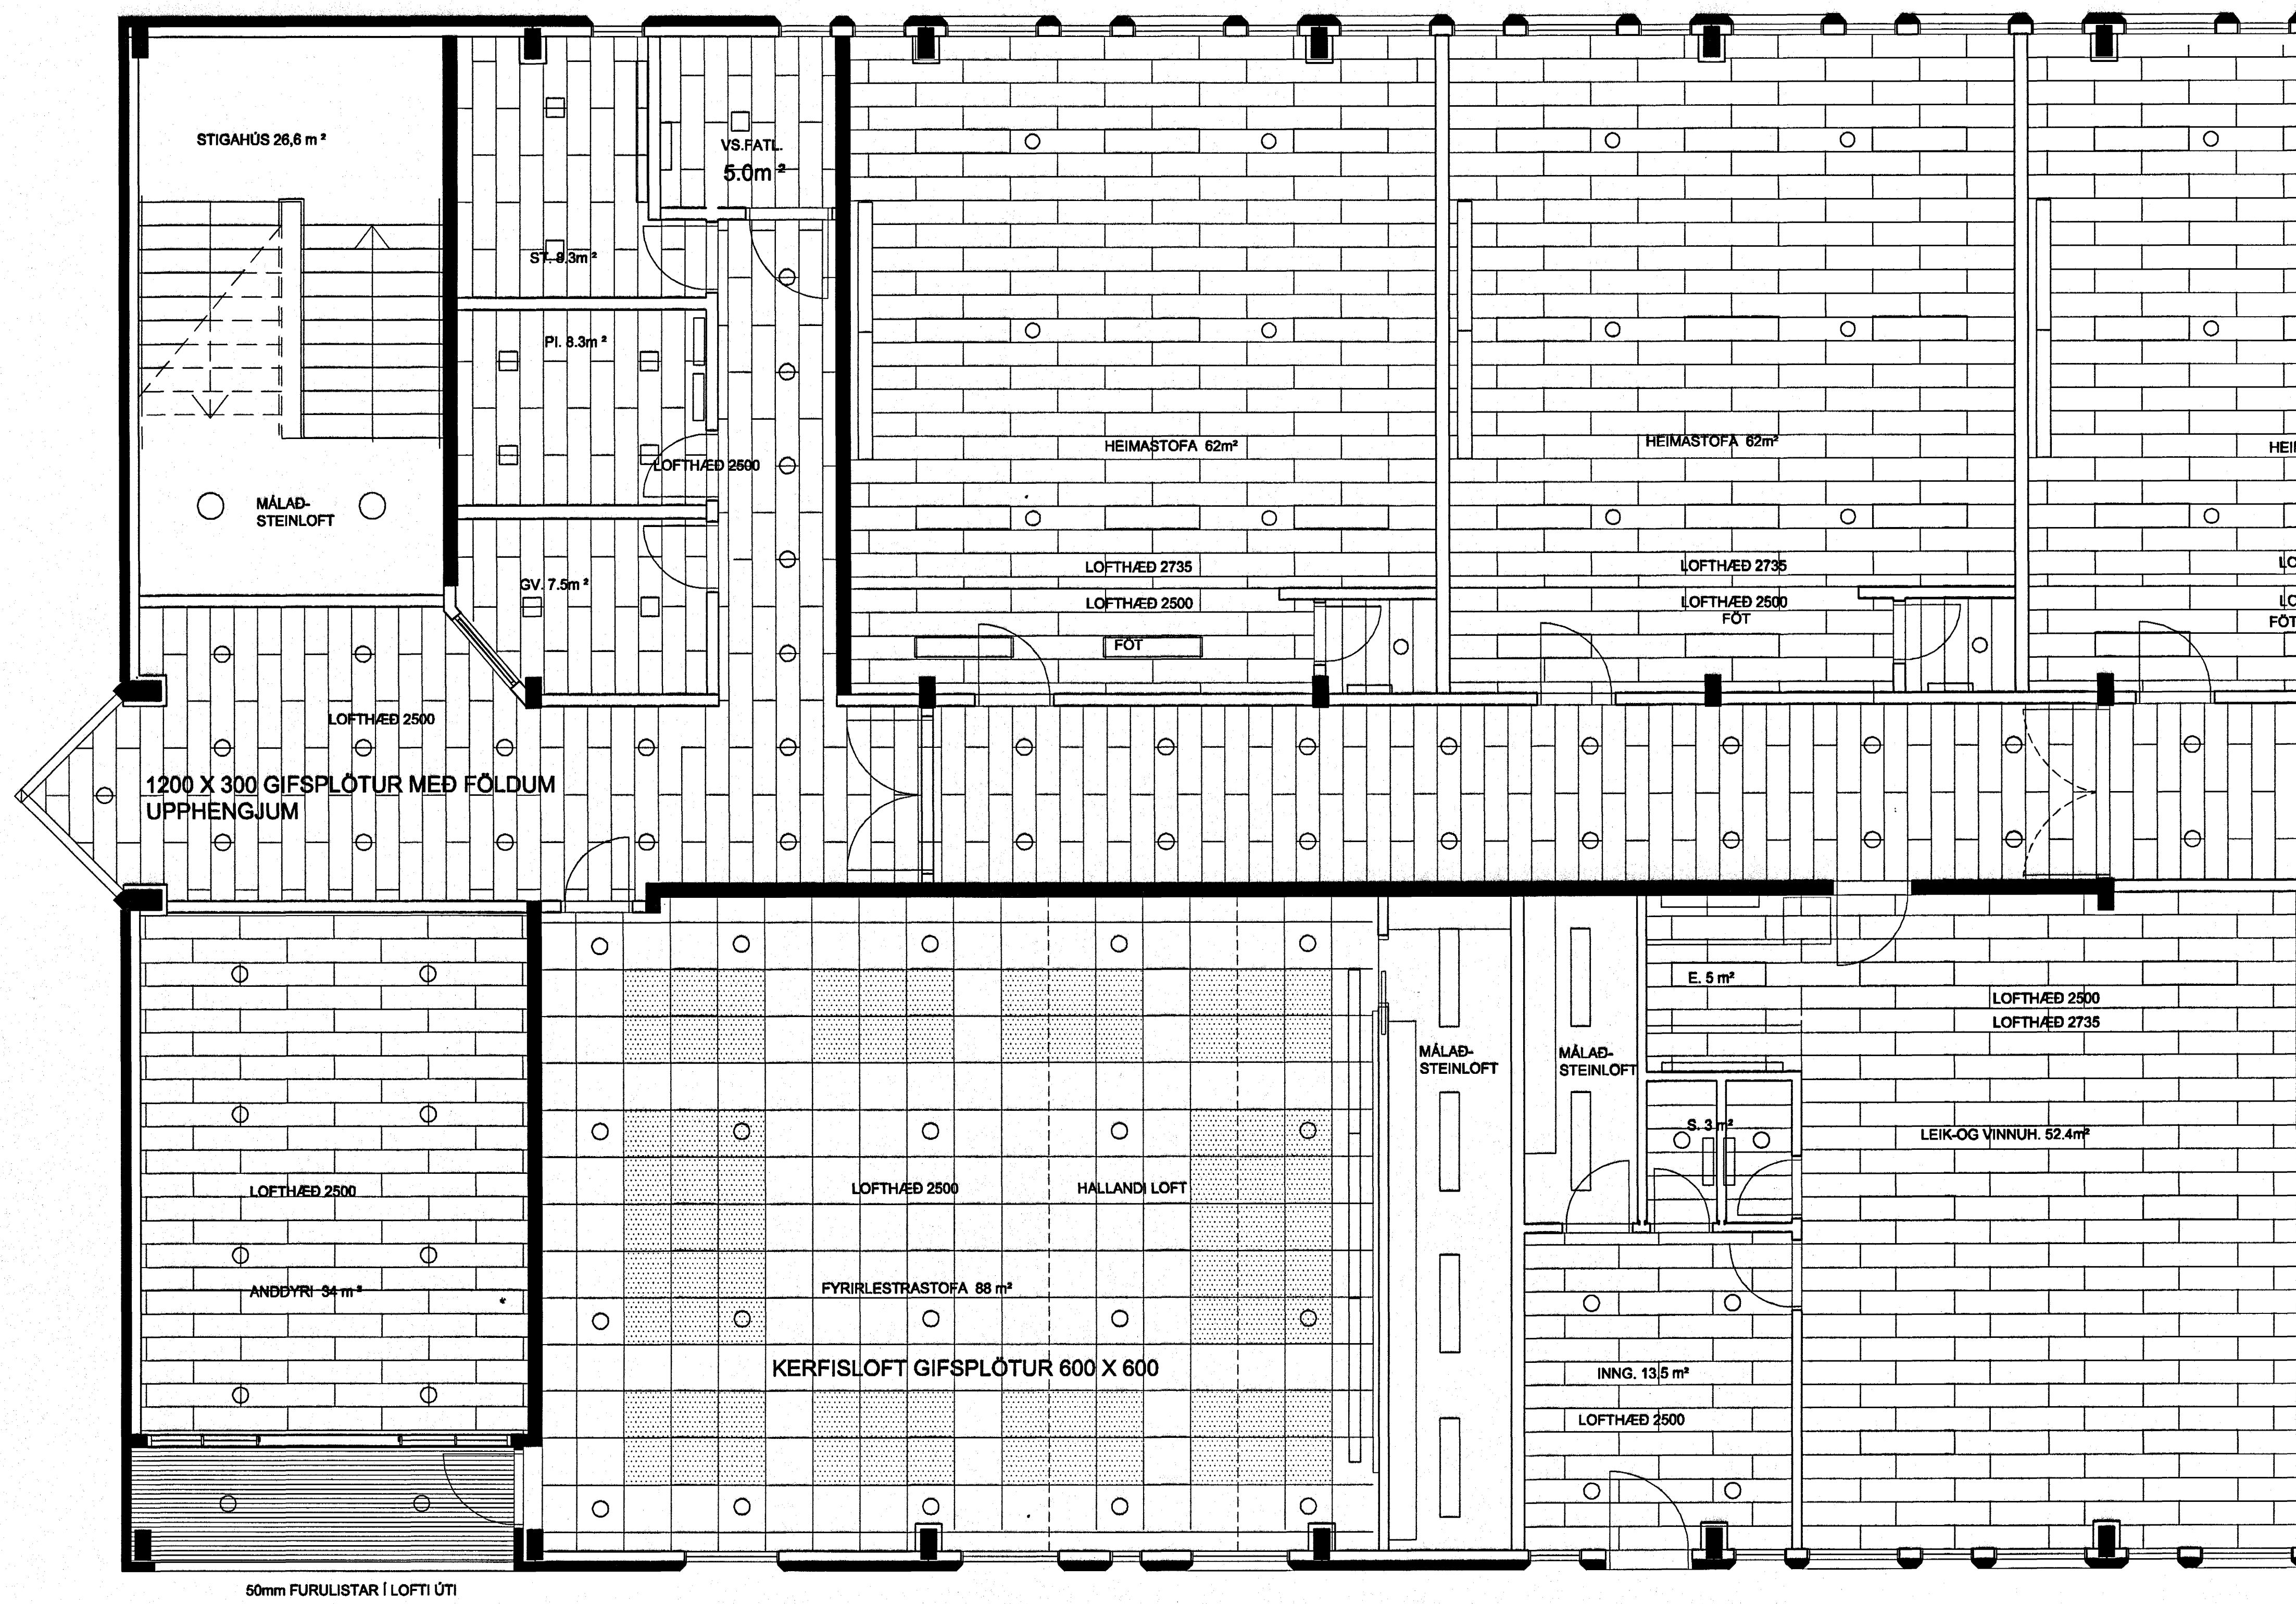 STIGAHÚS 26,6 m²
VS.FATL.
5.0m²
ST. 8.3m²
PI. 8.3m²
LOFTHÆÐ 2500
MÁLAÐ-
STEINLOFT
GV. 7.5m²
HEIMASTOFA 62m²
HEIMASTOFA 62m²
LOFTHÆÐ 2735
LOFTHÆÐ 2500
FÖT
LOFTHÆÐ 2735
LOFTHÆÐ 2500
FÖT
FÖT
LOFTHÆÐ 2500
1200 X 300 GIFSPLÖTUR MEÐ FÖLDUM
UPPHENGJUM
E. 5 m²
LOFTHÆÐ 2500
LOFTHÆÐ 2735
MÁLAÐ-
STEINLOFT
MÁLAÐ-
STEINLOFT
S. 3 m²
LEIK-OG VINNUH. 52.4m²
LOFTHÆÐ 2500
LOFTHÆÐ 2500
HALLANDI LOFT
ANDDYRI 34 m²
FYRIRLESTRASTOFA 88 m²
KERFISLOFT GIFSPLÖTUR 600 X 600
INNG. 13.5 m²
LOFTHÆÐ 2500
50mm FURULISTAR Í LOFTI ÚTI